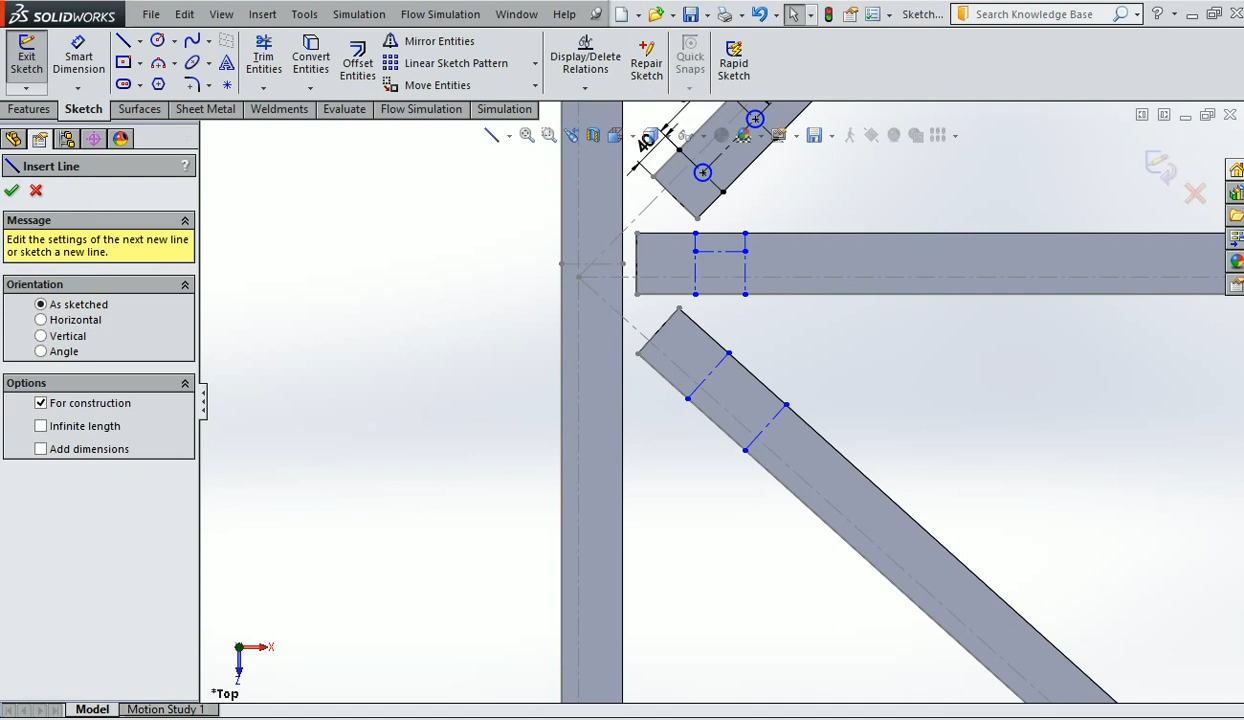 SOLIDWORKS File Edit View Insert Tools Simulation Flow Simulation Window Help Sketch... Search Knowledge Base ?
Exit Sketch
Smart Dimension
Trim Entities
Convert Entities
Offset Entities
Mirror Entities
Linear Sketch Pattern
Move Entities
Display/Delete Relations
Repair Sketch
Quick Snaps
Rapid Sketch
Features Sketch Surfaces Sheet Metal Weldments Evaluate Flow Simulation Simulation
Insert Line ?
Message
Edit the settings of the next new line
or sketch a new line.
Orientation
As sketched
Horizontal
Vertical
Angle
Options
For construction
Infinite length
Add dimensions
40
X
Z
*Top
Model Motion Study 1